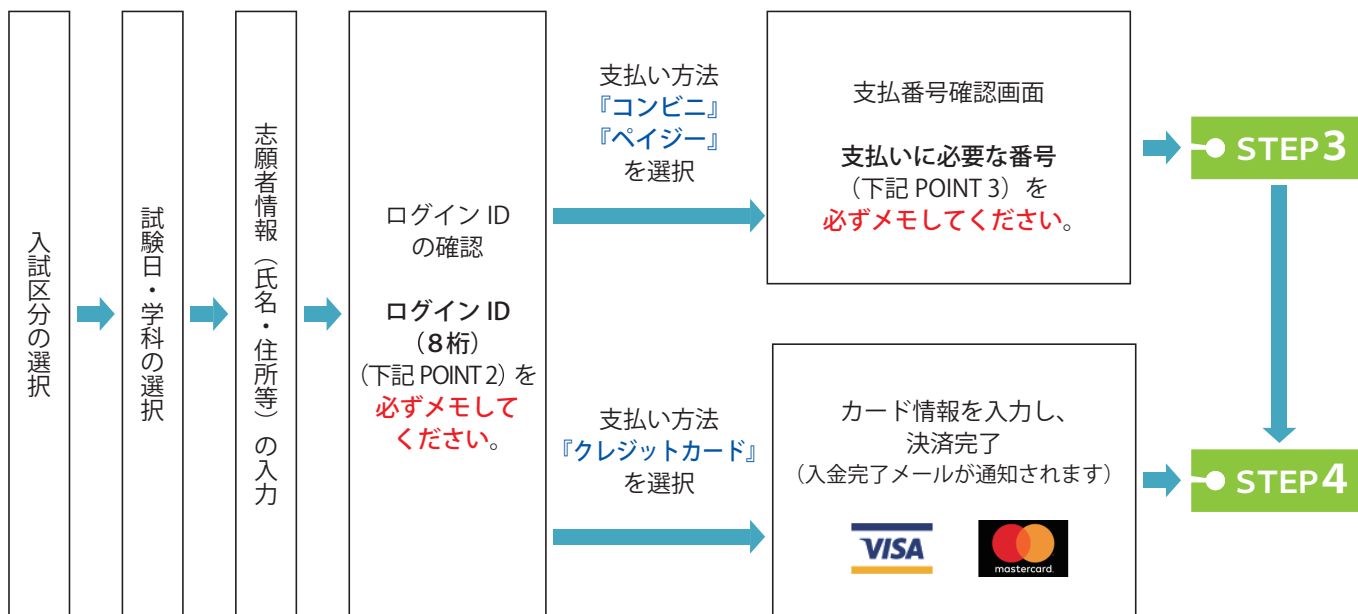 入試区分の選択
試験日・学科の選択
志願者情報（氏名・住所等）の入力
ログイン ID
の確認
ログイン ID
（8桁）
（下記 POINT 2）を
必ずメモして
ください。
支払い方法
『コンビニ』
『ペイジー』
を選択
支払番号確認画面
支払いに必要な番号
（下記 POINT 3）を
必ずメモしてください。
STEP3
支払い方法
『クレジットカード』
を選択
カード情報を入力し、
決済完了
（入金完了メールが通知されます）
VISA
mastercard.
STEP4